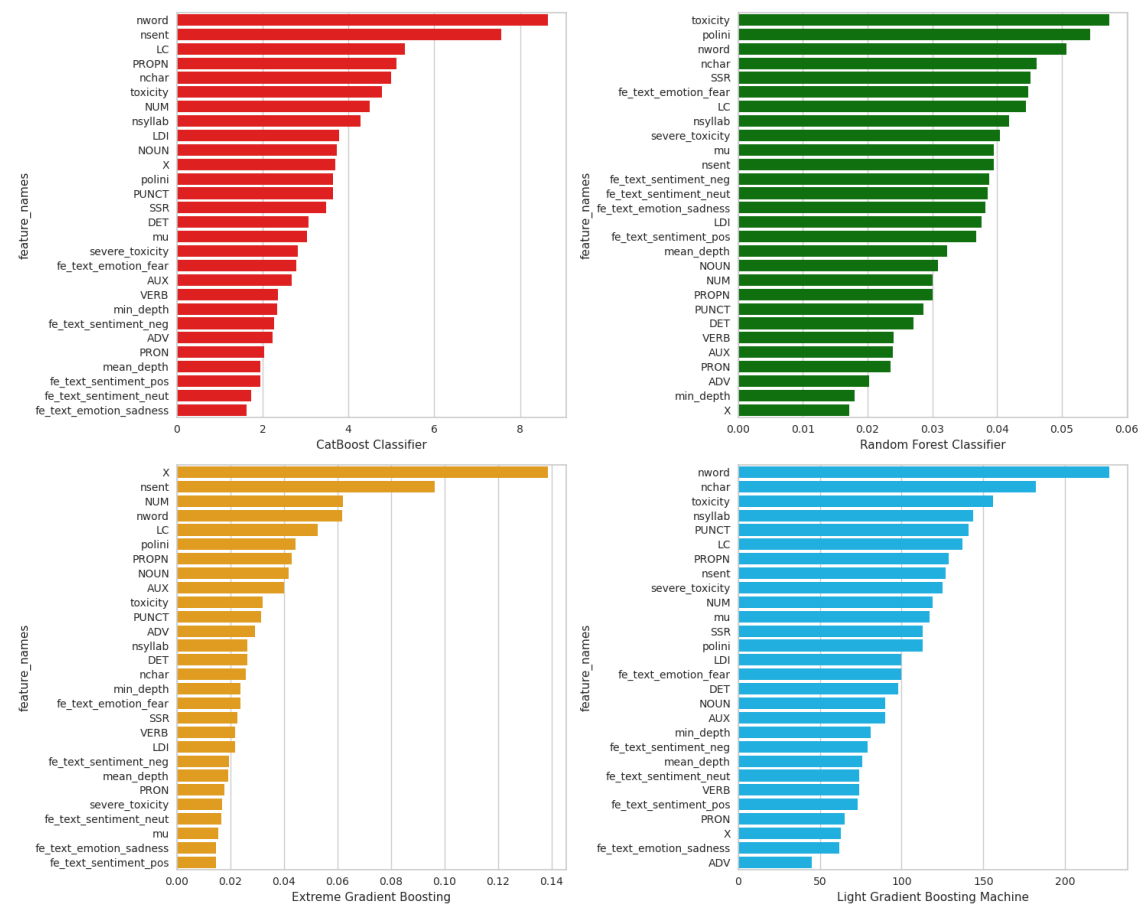 feature_names
nword
nsent
LC
PROPN
nchar
toxicity
NUM
nsyllab
LDI
NOUN
X
polini
PUNCT
SSR
DET
mu
severe_toxicity
fe_text_emotion_fear
AUX
VERB
min_depth
fe_text_sentiment_neg
ADV
PRON
mean_depth
fe_text_sentiment_pos
fe_text_sentiment_neut
fe_text_emotion_sadness
0 2 4 6 8
CatBoost Classifier
feature_names
toxicity
polini
nword
nchar
SSR
fe_text_emotion_fear
LC
nsyllab
severe_toxicity
mu
nsent
fe_text_sentiment_neg
fe_text_sentiment_neut
fe_text_emotion_sadness
LDI
fe_text_sentiment_pos
mean_depth
NOUN
NUM
PROPN
PUNCT
DET
VERB
AUX
PRON
ADV
min_depth
X
0.00 0.01 0.02 0.03 0.04 0.05 0.06
Random Forest Classifier
feature_names
X
nsent
NUM
nword
LC
polini
PROPN
NOUN
AUX
toxicity
PUNCT
ADV
nsyllab
DET
nchar
min_depth
fe_text_emotion_fear
SSR
VERB
LDI
fe_text_sentiment_neg
mean_depth
PRON
severe_toxicity
fe_text_sentiment_neut
mu
fe_text_emotion_sadness
fe_text_sentiment_pos
0.00 0.02 0.04 0.06 0.08 0.10 0.12 0.14
Extreme Gradient Boosting
feature_names
nword
nchar
toxicity
nsyllab
PUNCT
LC
PROPN
nsent
severe_toxicity
NUM
mu
SSR
polini
LDI
fe_text_emotion_fear
DET
NOUN
AUX
min_depth
fe_text_sentiment_neg
mean_depth
fe_text_sentiment_neut
VERB
fe_text_sentiment_pos
PRON
X
fe_text_emotion_sadness
ADV
0 50 100 150 200
Light Gradient Boosting Machine